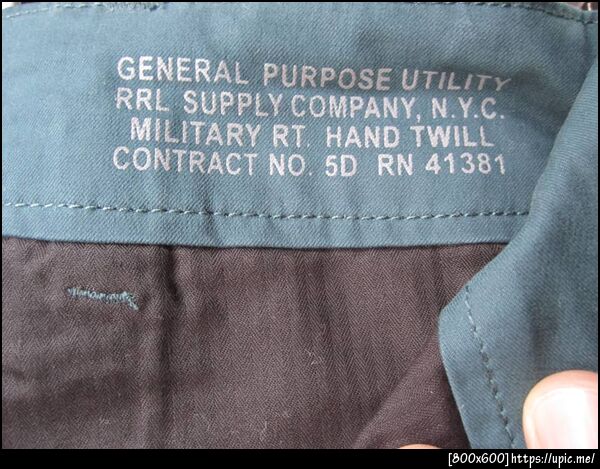 GENERAL PURPOSE UTILITY
RRL SUPPLY COMPANY, N.Y.C.
MILITARY RT. HAND TWILL
CONTRACT NO. 5D RN 41381
[800x600]https://upic.me/